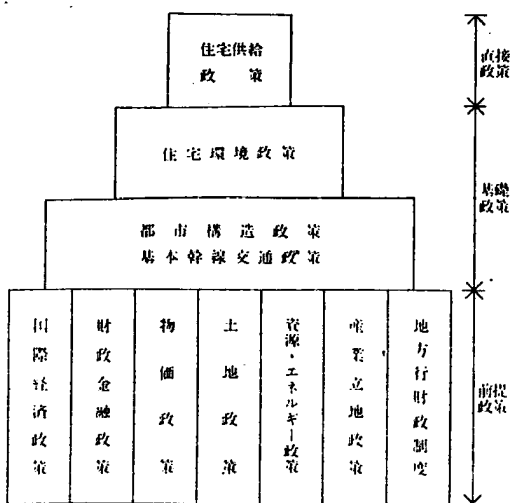 住宅供給
政策
直接
政策
住宅環境政策
基礎
政策
都市構造政策
基本幹線交通政策
国際経済政策
財政金融政策
物価政策
土地政策
資源・エネルギー政策
産業立地政策
地方行財政制度
前提
政策